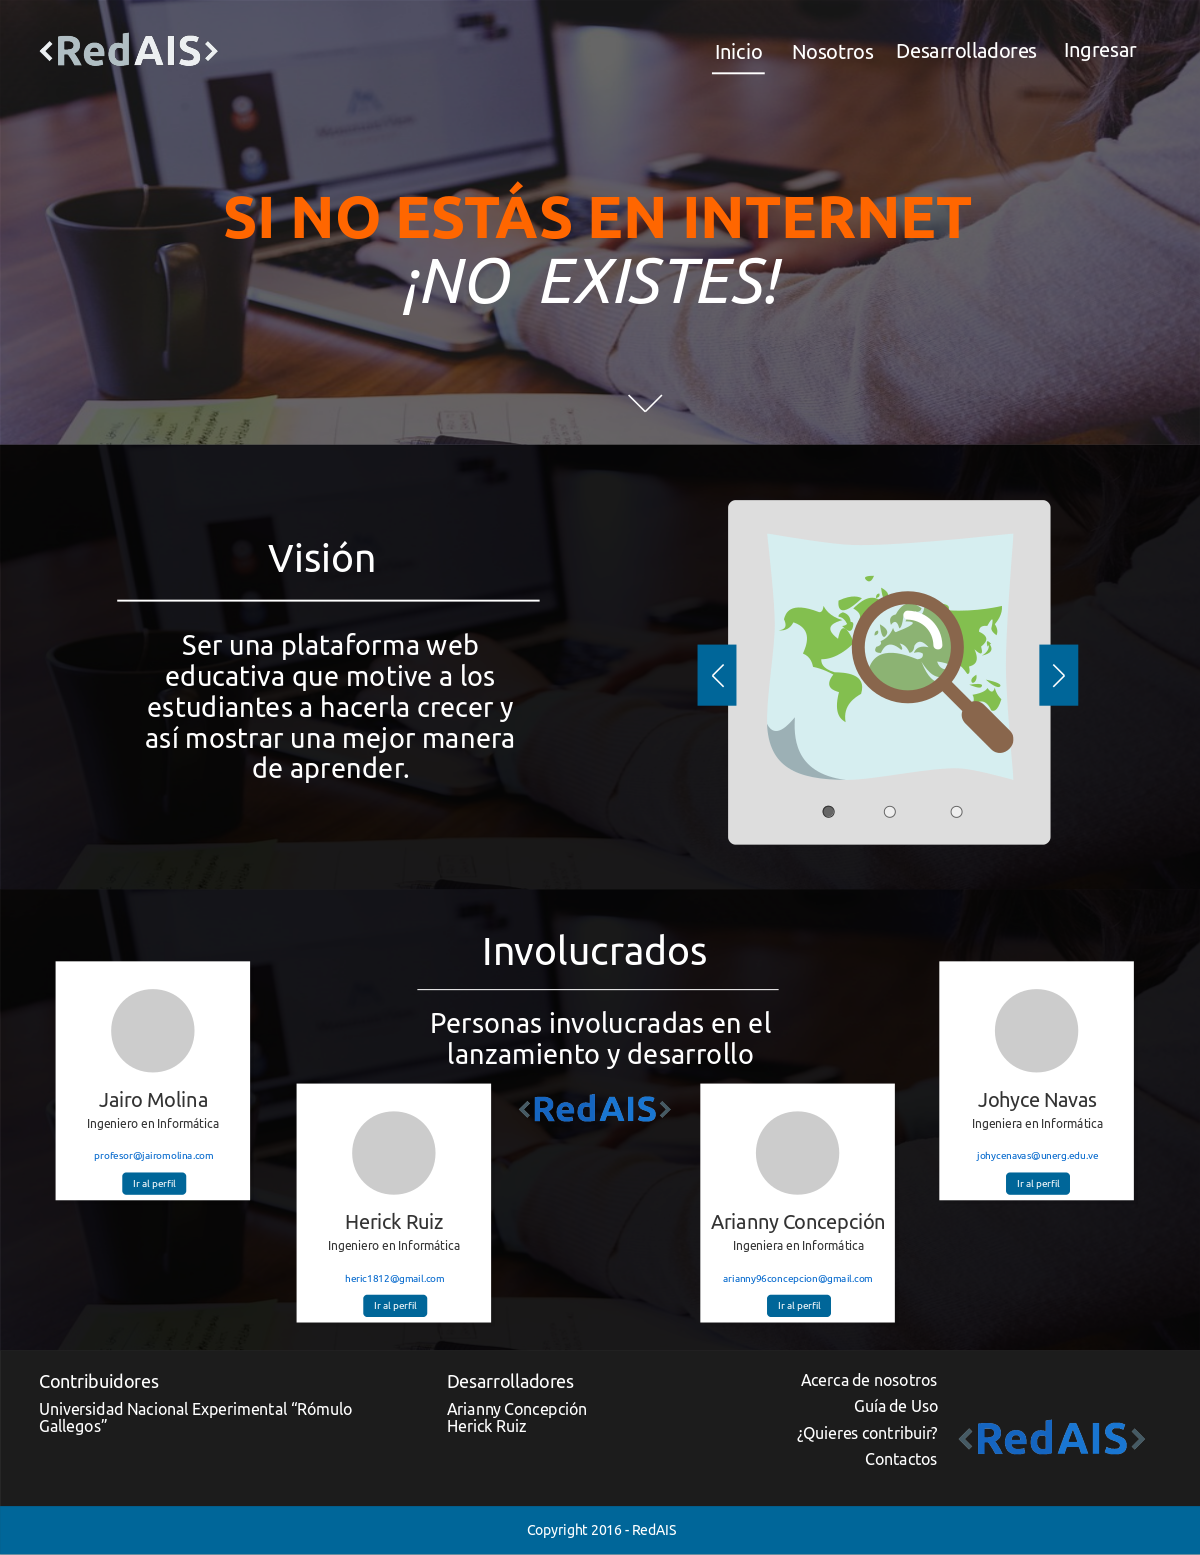 <RedAIS>
Inicio Nosotros Desarrolladores Ingresar
SI NO ESTÁS EN INTERNET
¡NO EXISTES!
Visión
Ser una plataforma web
educativa que motive a los
estudiantes a hacerla crecer y
así mostrar una mejor manera
de aprender.
Involucrados
Personas involucradas en el
lanzamiento y desarrollo
<RedAIS>
Jairo Molina
Ingeniero en Informática
profesor@jairomolina.com
Ir al perfil
Herick Ruiz
Ingeniero en Informática
heric1812@gmail.com
Ir al perfil
Arianny Concepción
Ingeniera en Informática
arianny96concepcion@gmail.com
Ir al perfil
Johyce Navas
Ingeniera en Informática
johycenavas@unerg.edu.ve
Ir al perfil
Contribuidores
Universidad Nacional Experimental “Rómulo
Gallegos”
Desarrolladores
Arianny Concepción
Herick Ruiz
Acerca de nosotros
Guía de Uso
¿Quieres contribuir?
Contactos
<RedAIS>
Copyright 2016 - RedAIS